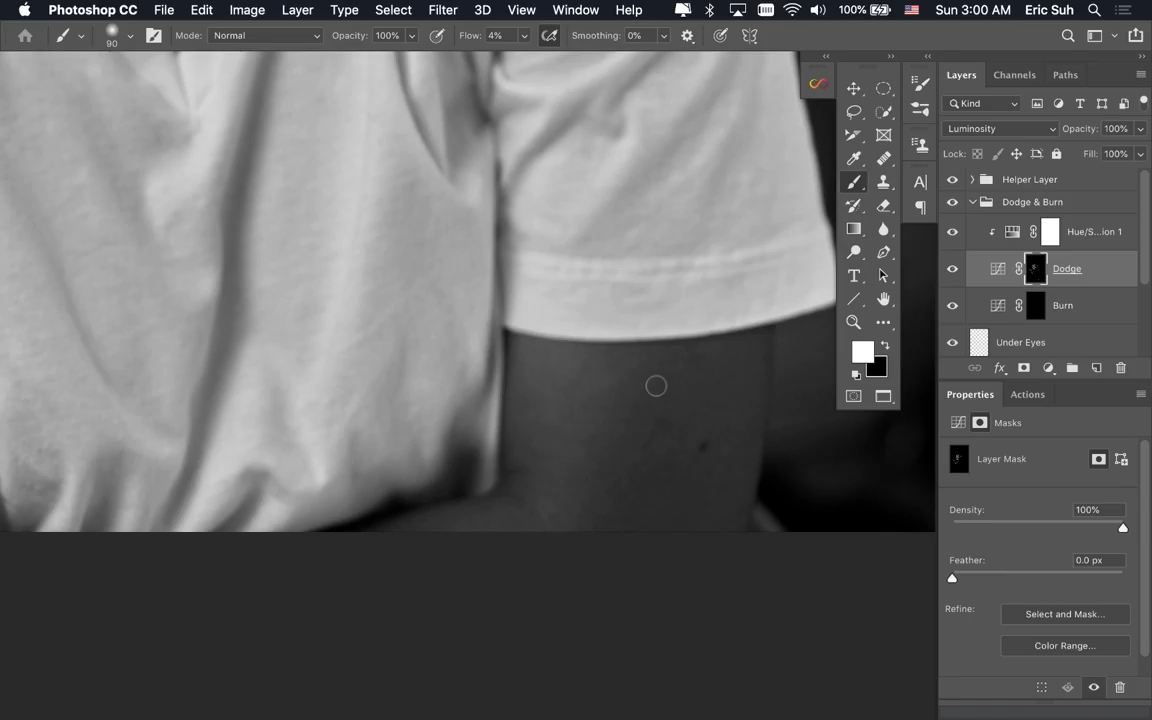 Photoshop CC File Edit Image Layer Type Select Filter 3D View Window Help 100% Sun 3:00 AM Eric Suh
90 Mode: Normal Opacity: 100% Flow: 4% Smoothing: 0%
Layers Channels Paths
Kind
Luminosity Opacity: 100%
Lock: Fill: 100%
Helper Layer
Dodge & Burn
Hue/S...ion 1
Dodge
Burn
Under Eyes
fx
Properties Actions
Masks
Layer Mask
Density: 100%
Feather: 0.0 px
Refine: Select and Mask...
Color Range...